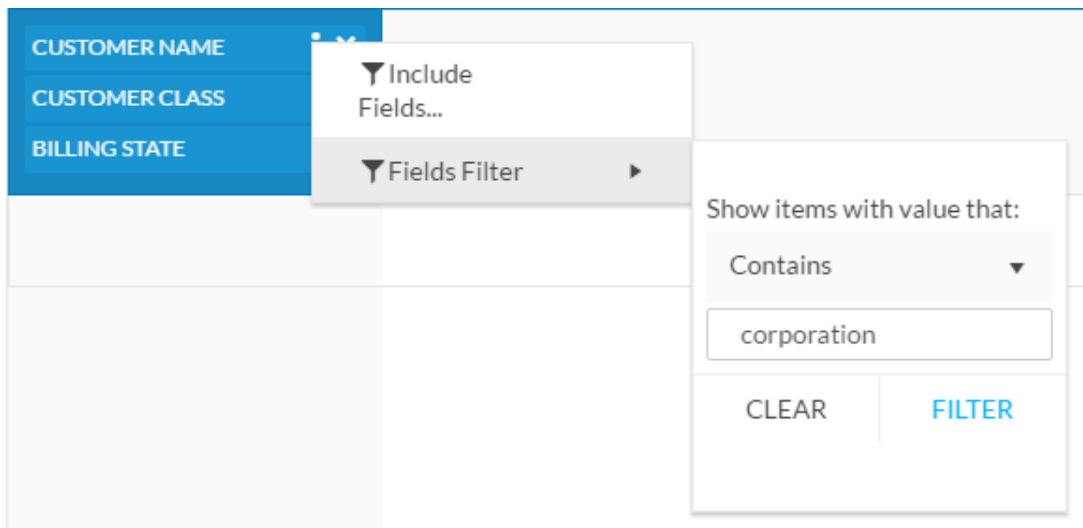 CUSTOMER NAME
CUSTOMER CLASS
BILLING STATE
Include
Fields...
Fields Filter
Show items with value that:
Contains
corporation
CLEAR
FILTER